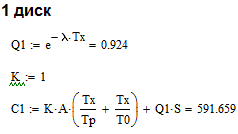 1 диск
Q1 := e^(−λ·Tx) = 0.924
K := 1
C1 := K·A·(Tx/Tp + Tx/T0) + Q1·S = 591.659